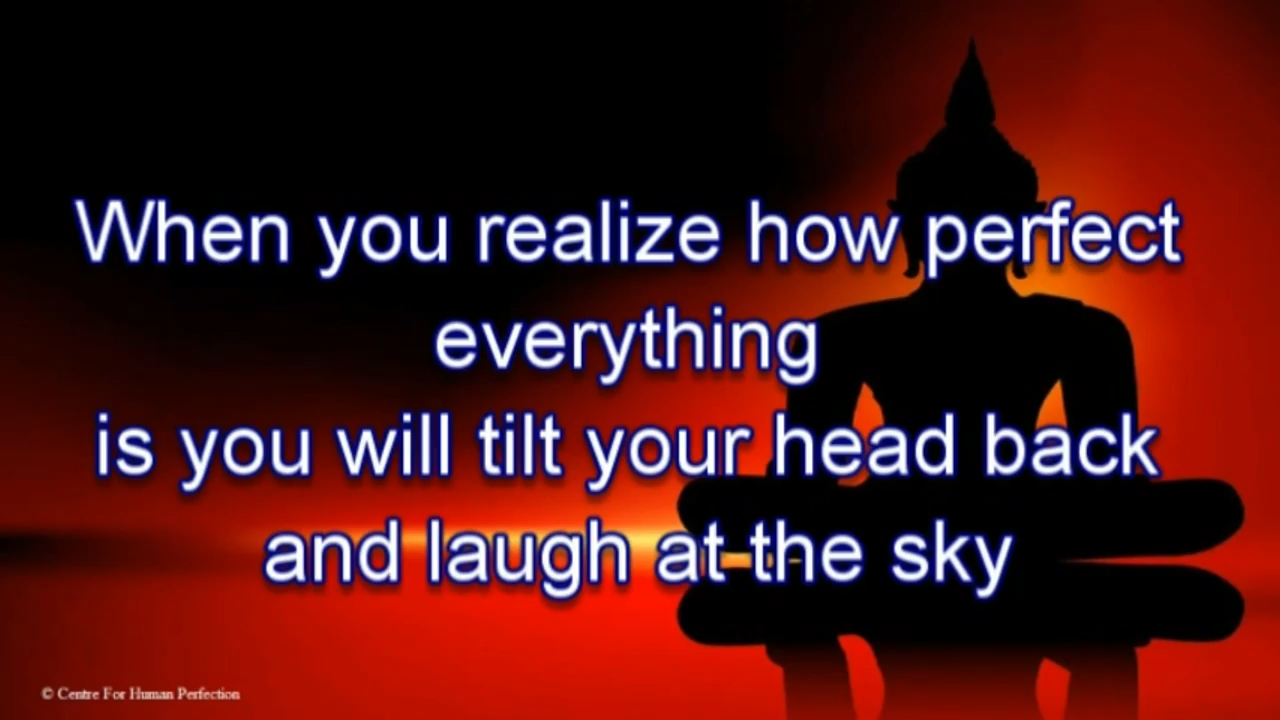 When you realize how perfect
everything
is you will tilt your head back
and laugh at the sky
© Centre For Human Perfection